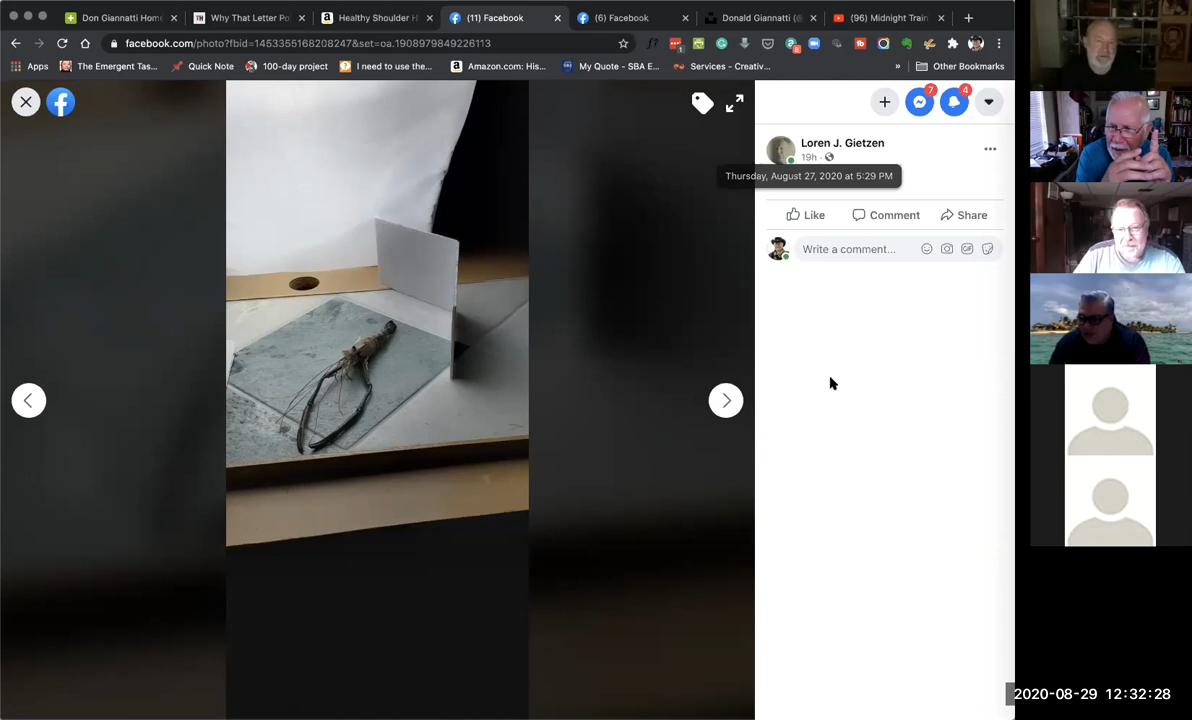 Don Giannatti Hom
Why That Letter Po
Healthy Shoulder H
(11) Facebook
(6) Facebook
Donald Giannatti (@
(96) Midnight Train
facebook.com/photo?fbid=1453355168208247&set=oa.1908979849226113
Apps
The Emergent Tas...
Quick Note
100-day project
I need to use the...
Amazon.com: His...
My Quote - SBA E...
Services - Creativ...
»
Other Bookmarks
7
4
Loren J. Gietzen
19h ·
Thursday, August 27, 2020 at 5:29 PM
Like
Comment
Share
Write a comment...
GIF
2020-08-29 12:32:28